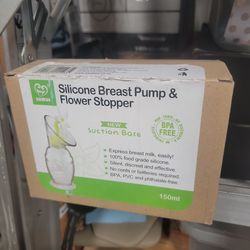 Silicone Breast Pump &
Flower Stopper
NEW
Suction Base
BPA
FREE
Express breast milk, easily!
100% food grade silicone.
Silent, discreet and effective.
No cords or batteries required.
BPA, PVC and phthalate-free.
150ml